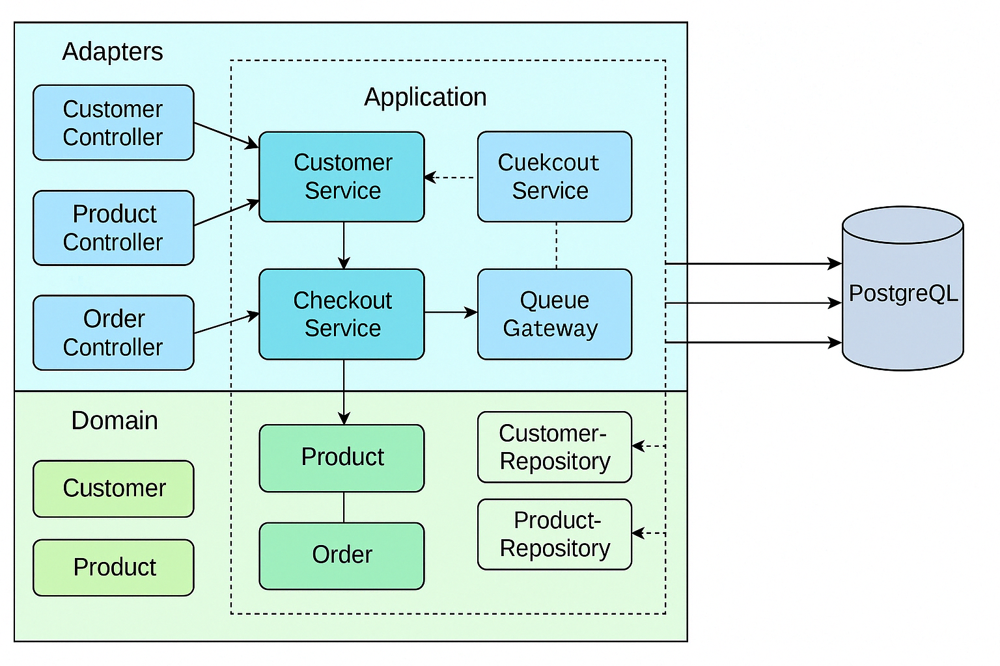 Adapters
Application
Customer
Controller
Product
Controller
Order
Controller
Customer
Service
Cuekcout
Service
Checkout
Service
Queue
Gateway
PostgreQL
Domain
Customer
Product
Product
Order
Customer-
Repository
Product-
Repository